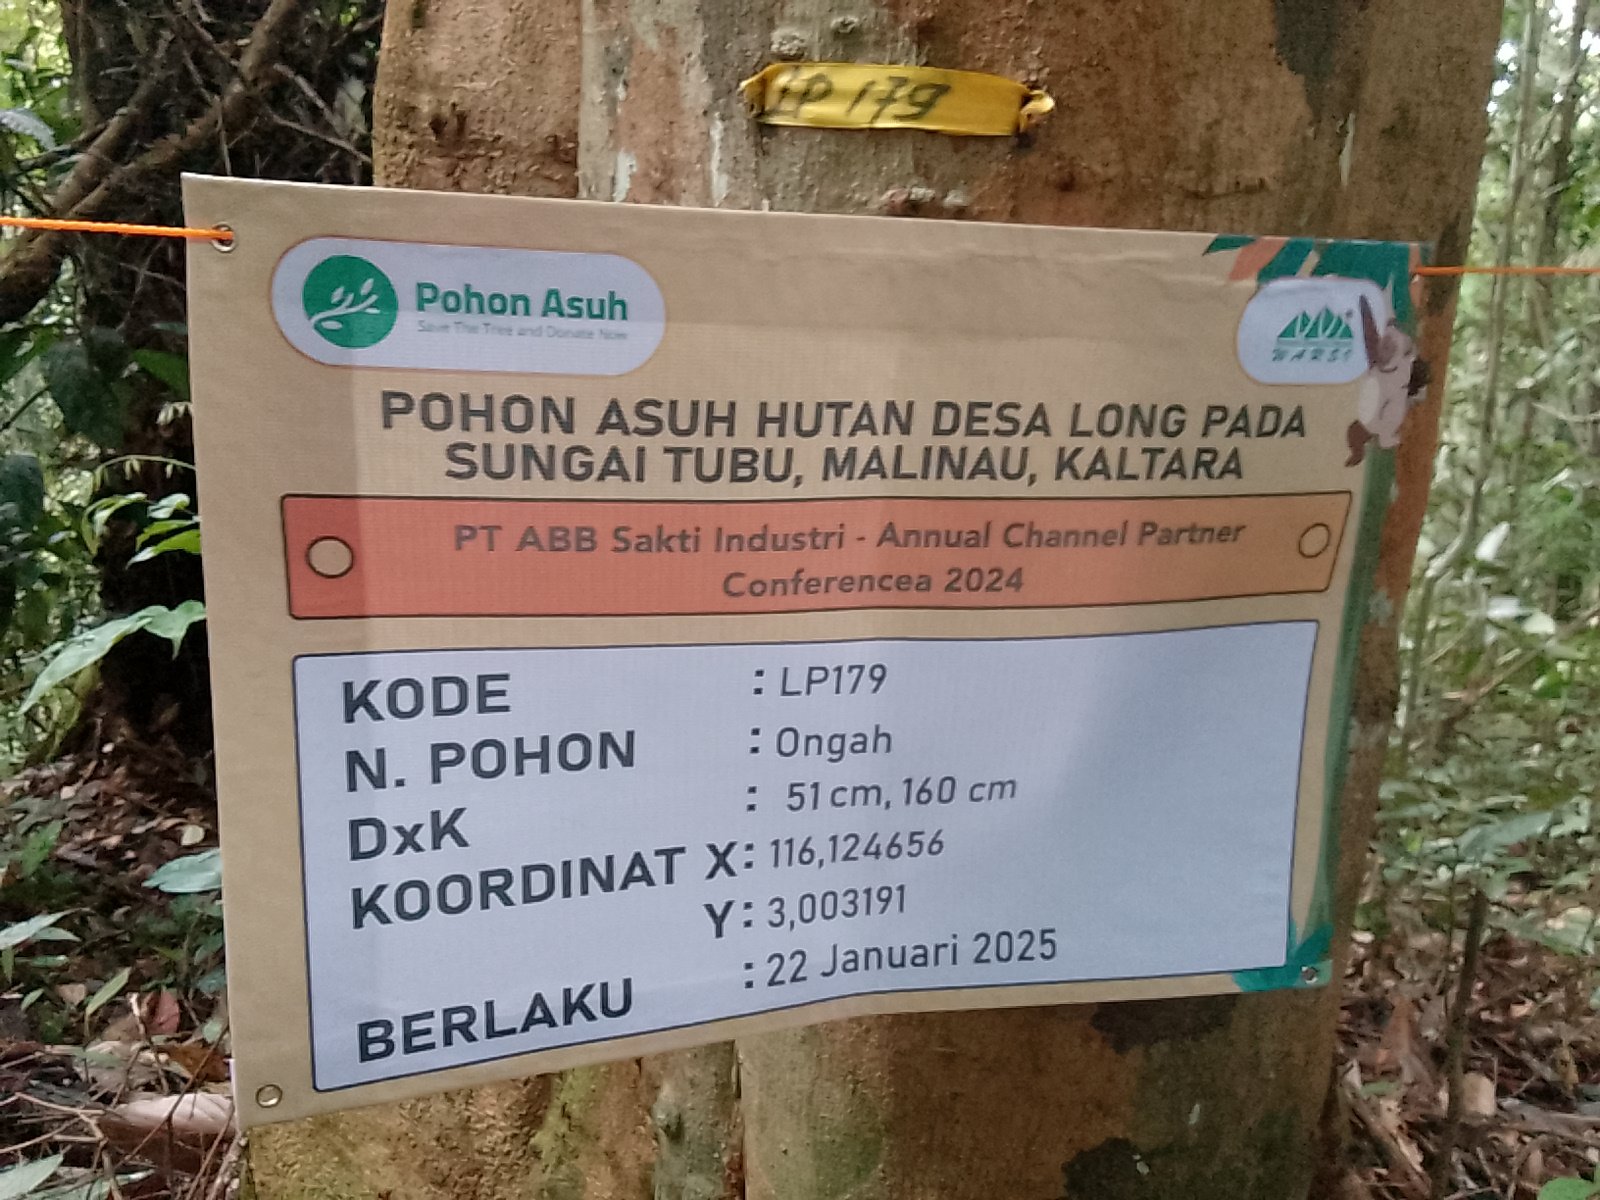 LP 179
Pohon Asuh
Save The Tree and Donate Now
WARSI
POHON ASUH HUTAN DESA LONG PADA
SUNGAI TUBU, MALINAU, KALTARA
PT ABB Sakti Industri - Annual Channel Partner
Conferencea 2024
KODE : LP179
N. POHON : Ongah
DxK : 51 cm, 160 cm
KOORDINAT X: 116,124656
Y: 3,003191
BERLAKU : 22 Januari 2025